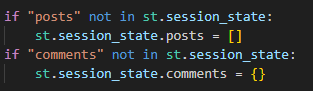 if "posts" not in st.session_state:
    st.session_state.posts = []
if "comments" not in st.session_state:
    st.session_state.comments = {}